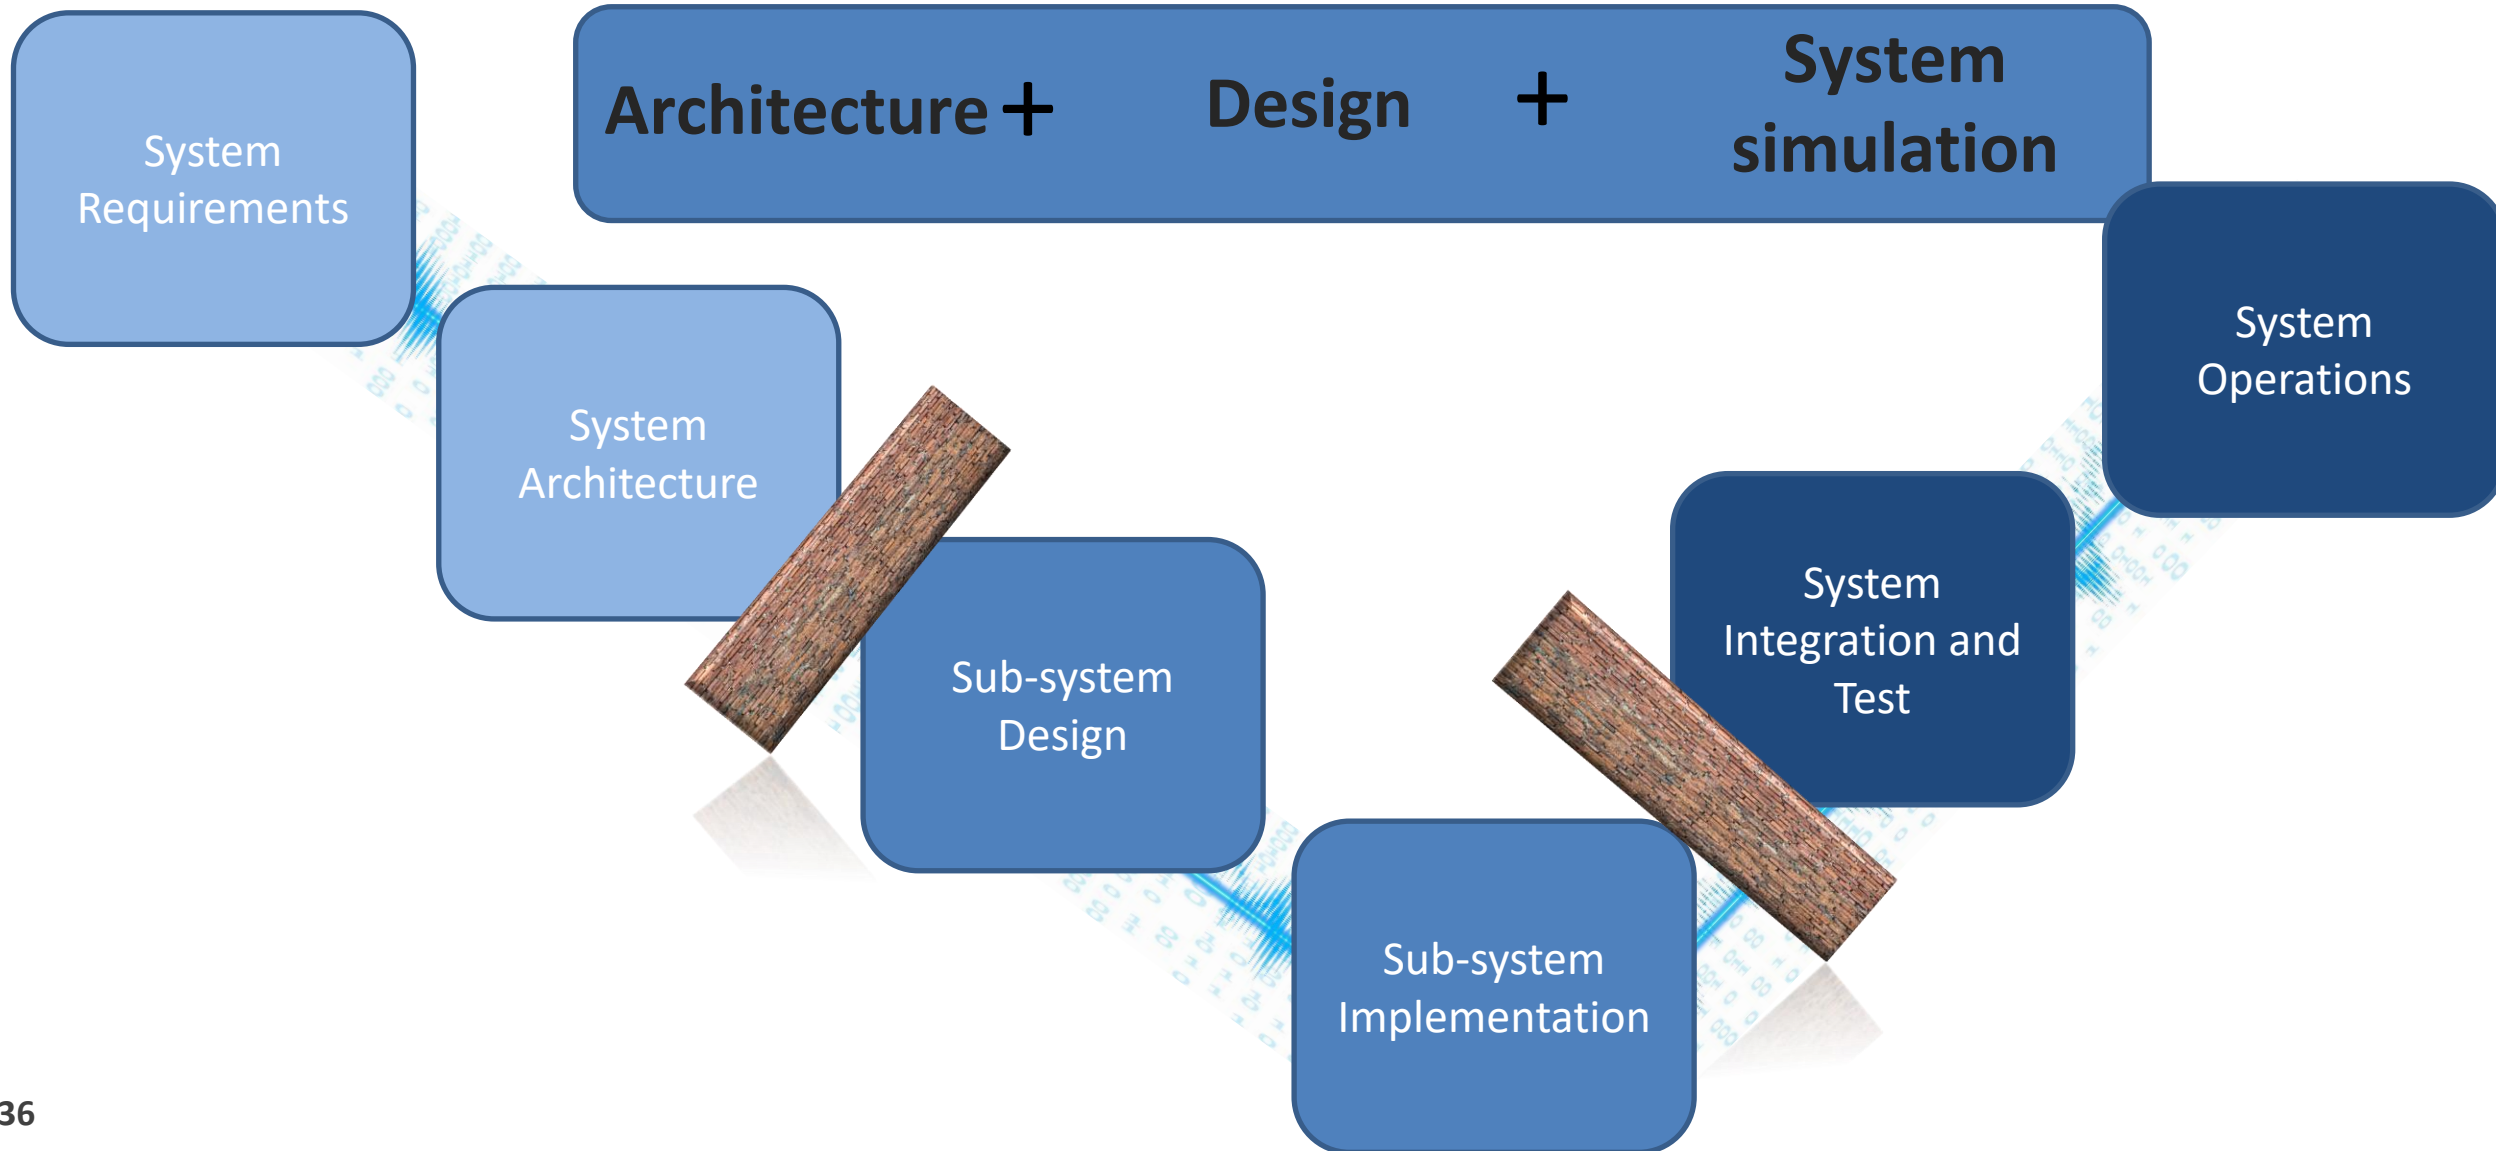 System
Requirements
Architecture + Design + System
simulation
System
Operations
System
Architecture
System
Integration and
Test
Sub-system
Design
Sub-system
Implementation
36